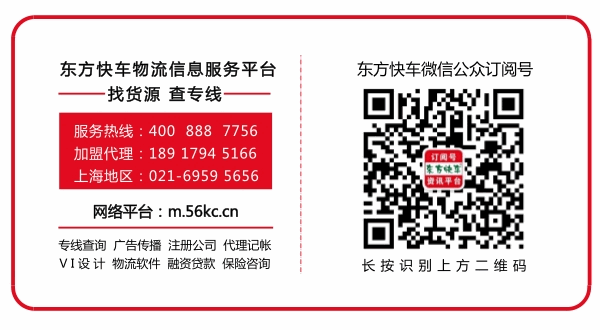 东方快车物流信息服务平台
找货源 查专线
服务热线：400 888 7756
加盟代理：189 1794 5166
上海地区：021-6959 5656
网络平台：m.56kc.cn
专线查询 广告传播 注册公司 代理记帐
VI设计 物流软件 融资贷款 保险咨询
东方快车微信公众订阅号
订阅号
东方快车
资讯平台
长按识别上方二维码